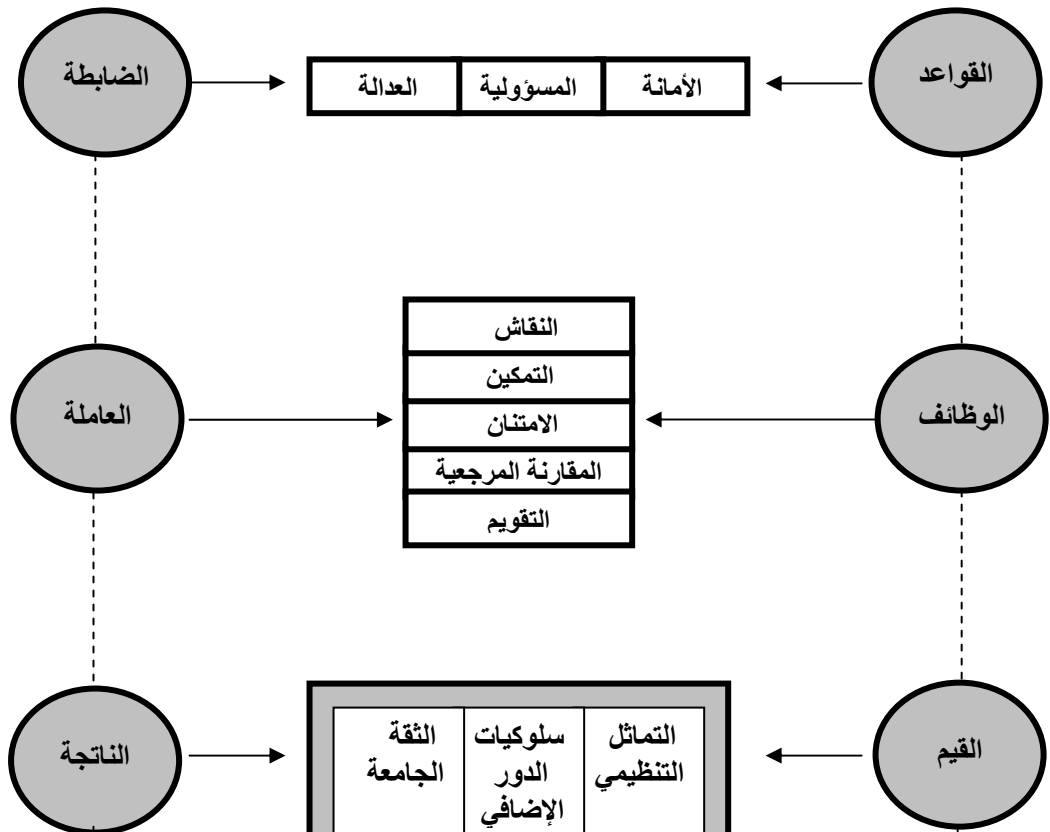 القواعد
الأمانة
المسؤولية
العدالة
الضابطة
الوظائف
النقاش
التمكين
الامتنان
المقارنة المرجعية
التقويم
العاملة
القيم
التماثل
التنظيمي
سلوكيات
الدور
الإضافي
الثقة
الجامعة
الناتجة